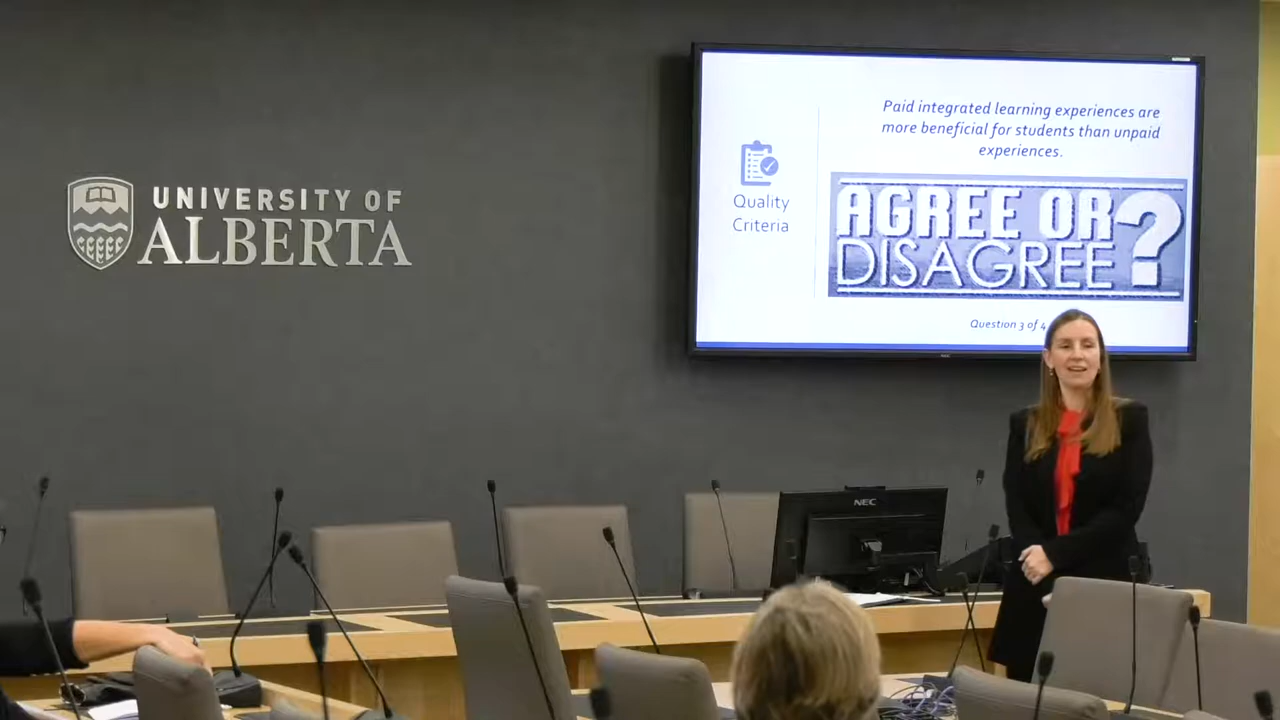 UNIVERSITY OF
ALBERTA
Paid integrated learning experiences are
more beneficial for students than unpaid
experiences.
Quality
Criteria
AGREE OR
DISAGREE?
Question 3 of 4
NEC
NEC